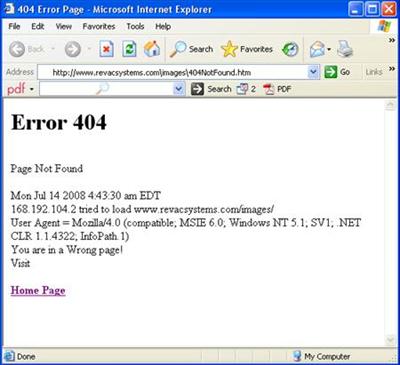 404 Error Page - Microsoft Internet Explorer
File Edit View Favorites Tools Help
Back Search Favorites
Address http://www.revacsystems.com\images\404NotFound.htm Go Links
pdf Search 2 PDF
Error 404
Page Not Found
Mon Jul 14 2008 4:43:30 am EDT
168.192.104.2 tried to load www.revacsystems.com/images/
User Agent = Mozilla/4.0 (compatible; MSIE 6.0; Windows NT 5.1; SV1; .NET
CLR 1.1.4322; InfoPath.1)
You are in a Wrong page!
Visit
Home Page
Done My Computer